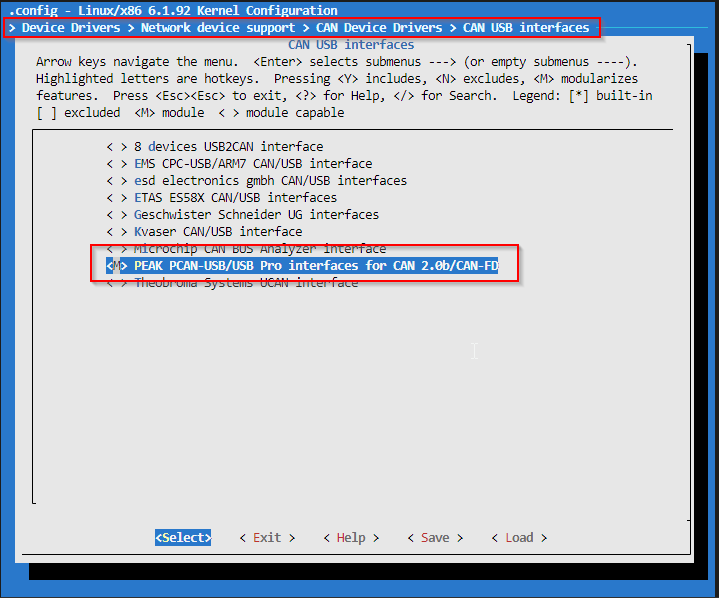 .config - Linux/x86 6.1.92 Kernel Configuration
> Device Drivers > Network device support > CAN Device Drivers > CAN USB interfaces
CAN USB interfaces
Arrow keys navigate the menu. <Enter> selects submenus ---> (or empty submenus ----).
Highlighted letters are hotkeys. Pressing <Y> includes, <N> excludes, <M> modularizes
features. Press <Esc><Esc> to exit, <?> for Help, </> for Search. Legend: [*] built-in
[ ] excluded <M> module < > module capable
< > 8 devices USB2CAN interface
< > EMS CPC-USB/ARM7 CAN/USB interface
< > esd electronics gmbh CAN/USB interfaces
< > ETAS ES58X CAN/USB interfaces
< > Geschwister Schneider UG interfaces
< > Kvaser CAN/USB interface
< > Microchip CAN BUS Analyzer interface
<M> PEAK PCAN-USB/USB Pro interfaces for CAN 2.0b/CAN-FD
< > Theobroma Systems UCAN interface
<Select> < Exit > < Help > < Save > < Load >